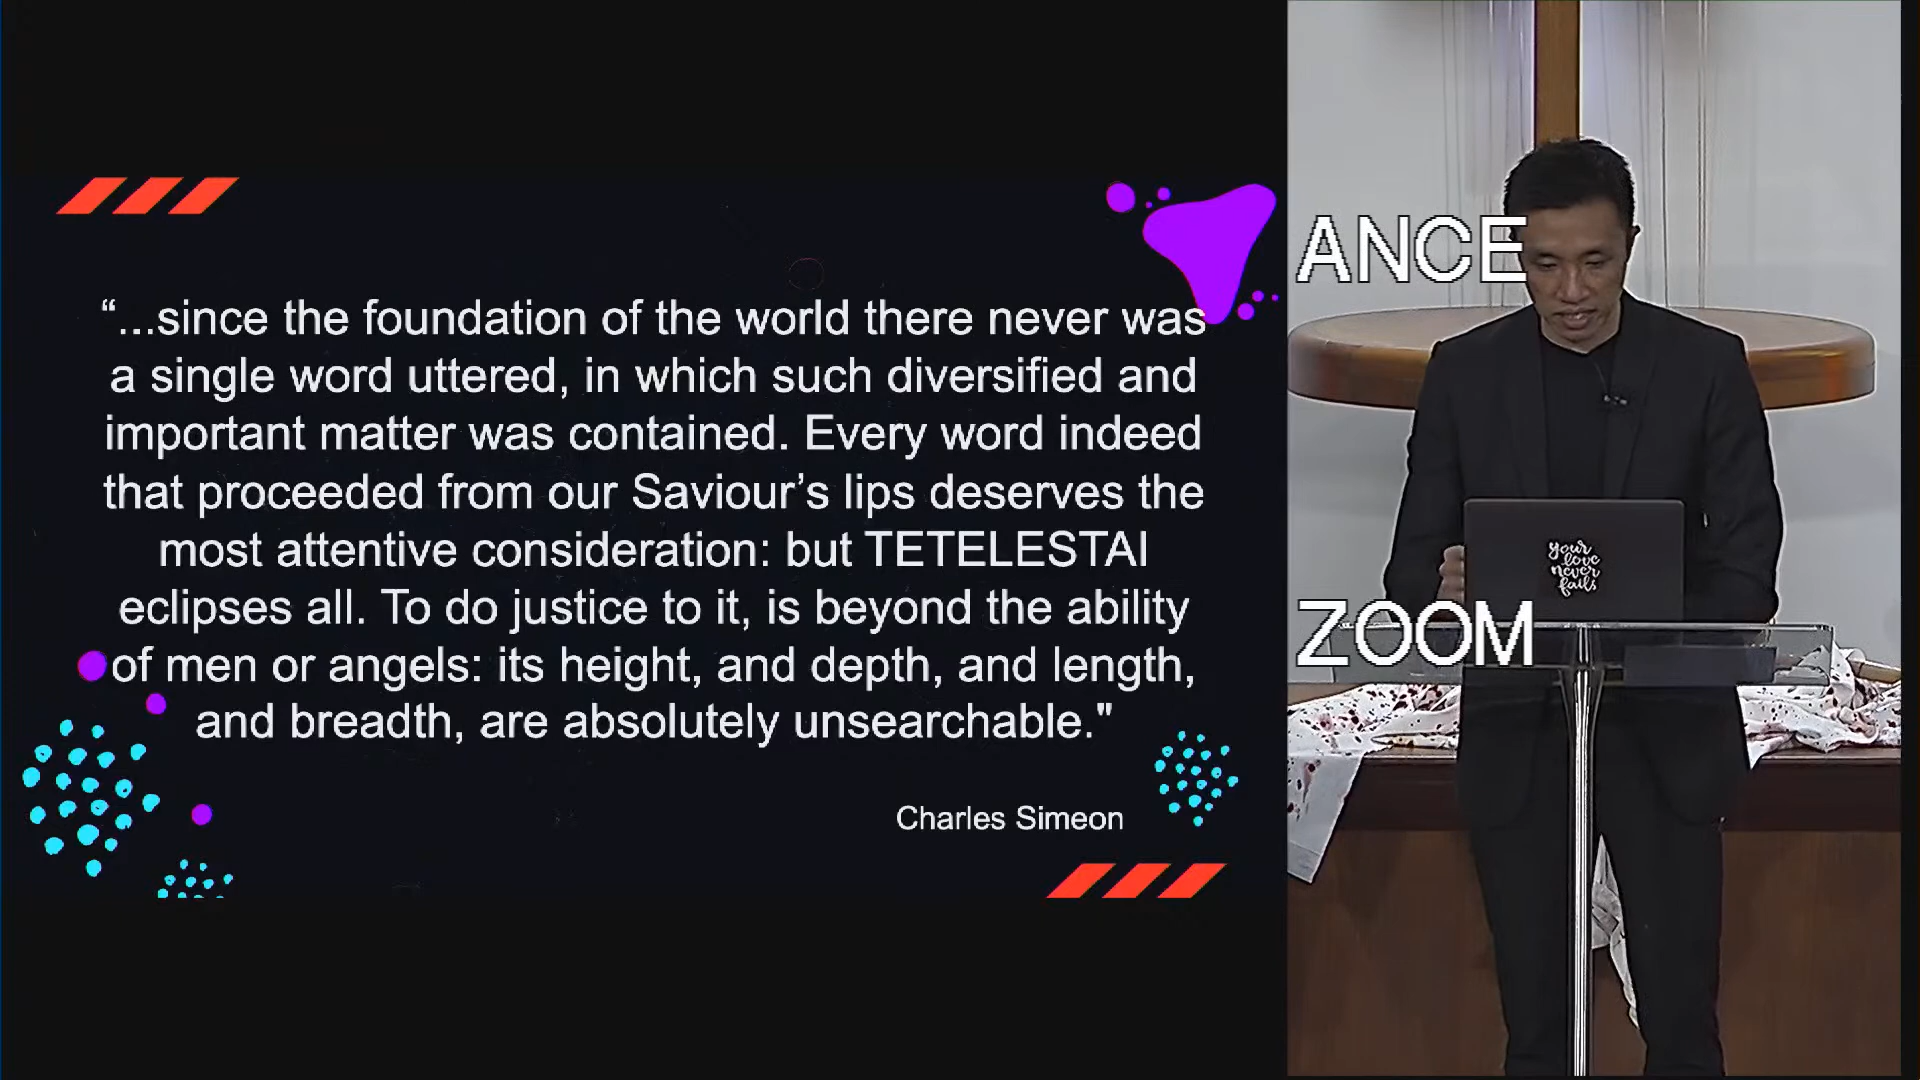 “...since the foundation of the world there never was
a single word uttered, in which such diversified and
important matter was contained. Every word indeed
that proceeded from our Saviour’s lips deserves the
most attentive consideration: but TETELESTAI
eclipses all. To do justice to it, is beyond the ability
of men or angels: its height, and depth, and length,
and breadth, are absolutely unsearchable."
Charles Simeon
ANCE
your
love
never
fails
ZOOM